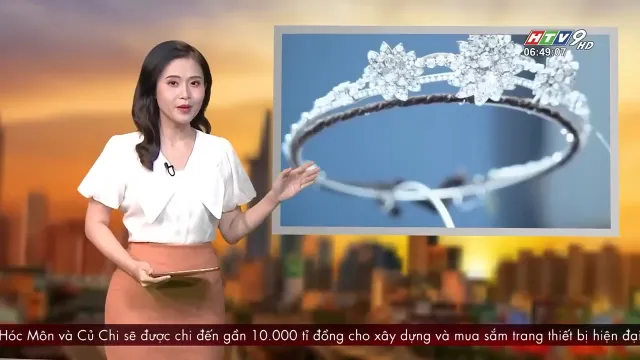 HTV9 HD
06:49:07
Hóc Môn và Củ Chi sẽ được chi đến gần 10.000 tỉ đồng cho xây dựng và mua sắm trang thiết bị hiện đại